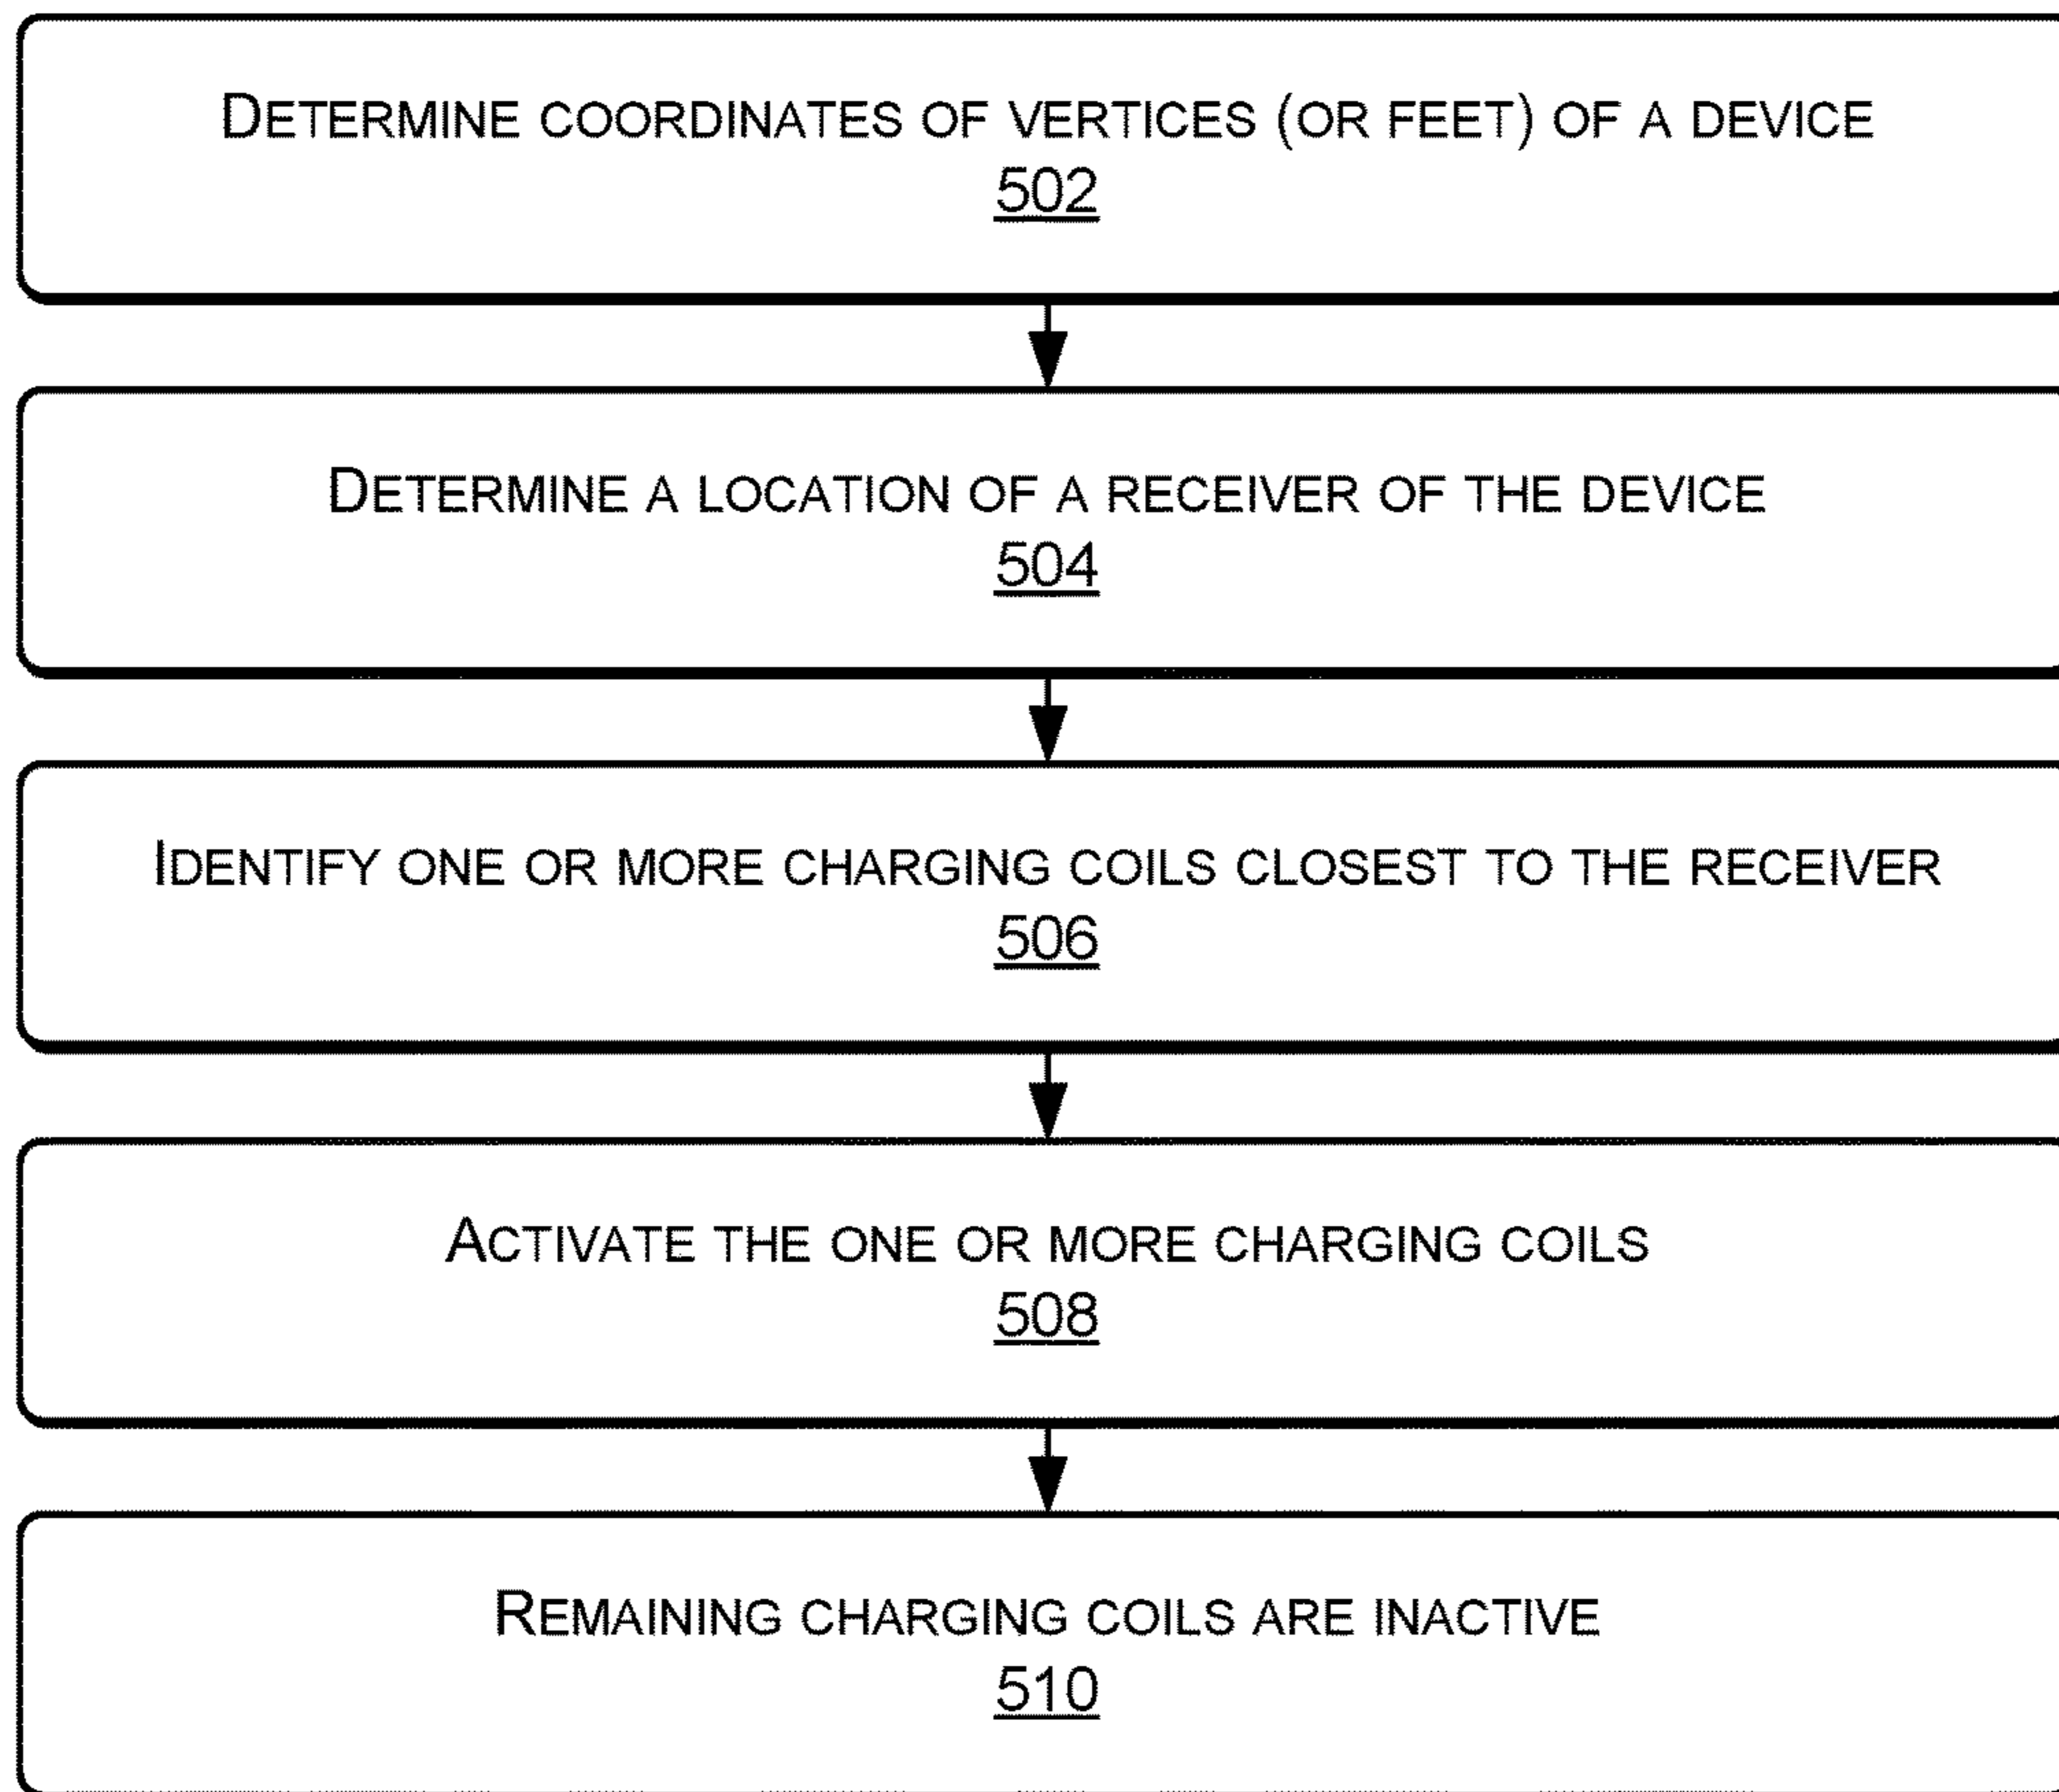 DETERMINE COORDINATES OF VERTICES (OR FEET) OF A DEVICE
502
DETERMINE A LOCATION OF A RECEIVER OF THE DEVICE
504
IDENTIFY ONE OR MORE CHARGING COILS CLOSEST TO THE RECEIVER
506
ACTIVATE THE ONE OR MORE CHARGING COILS
508
REMAINING CHARGING COILS ARE INACTIVE
510